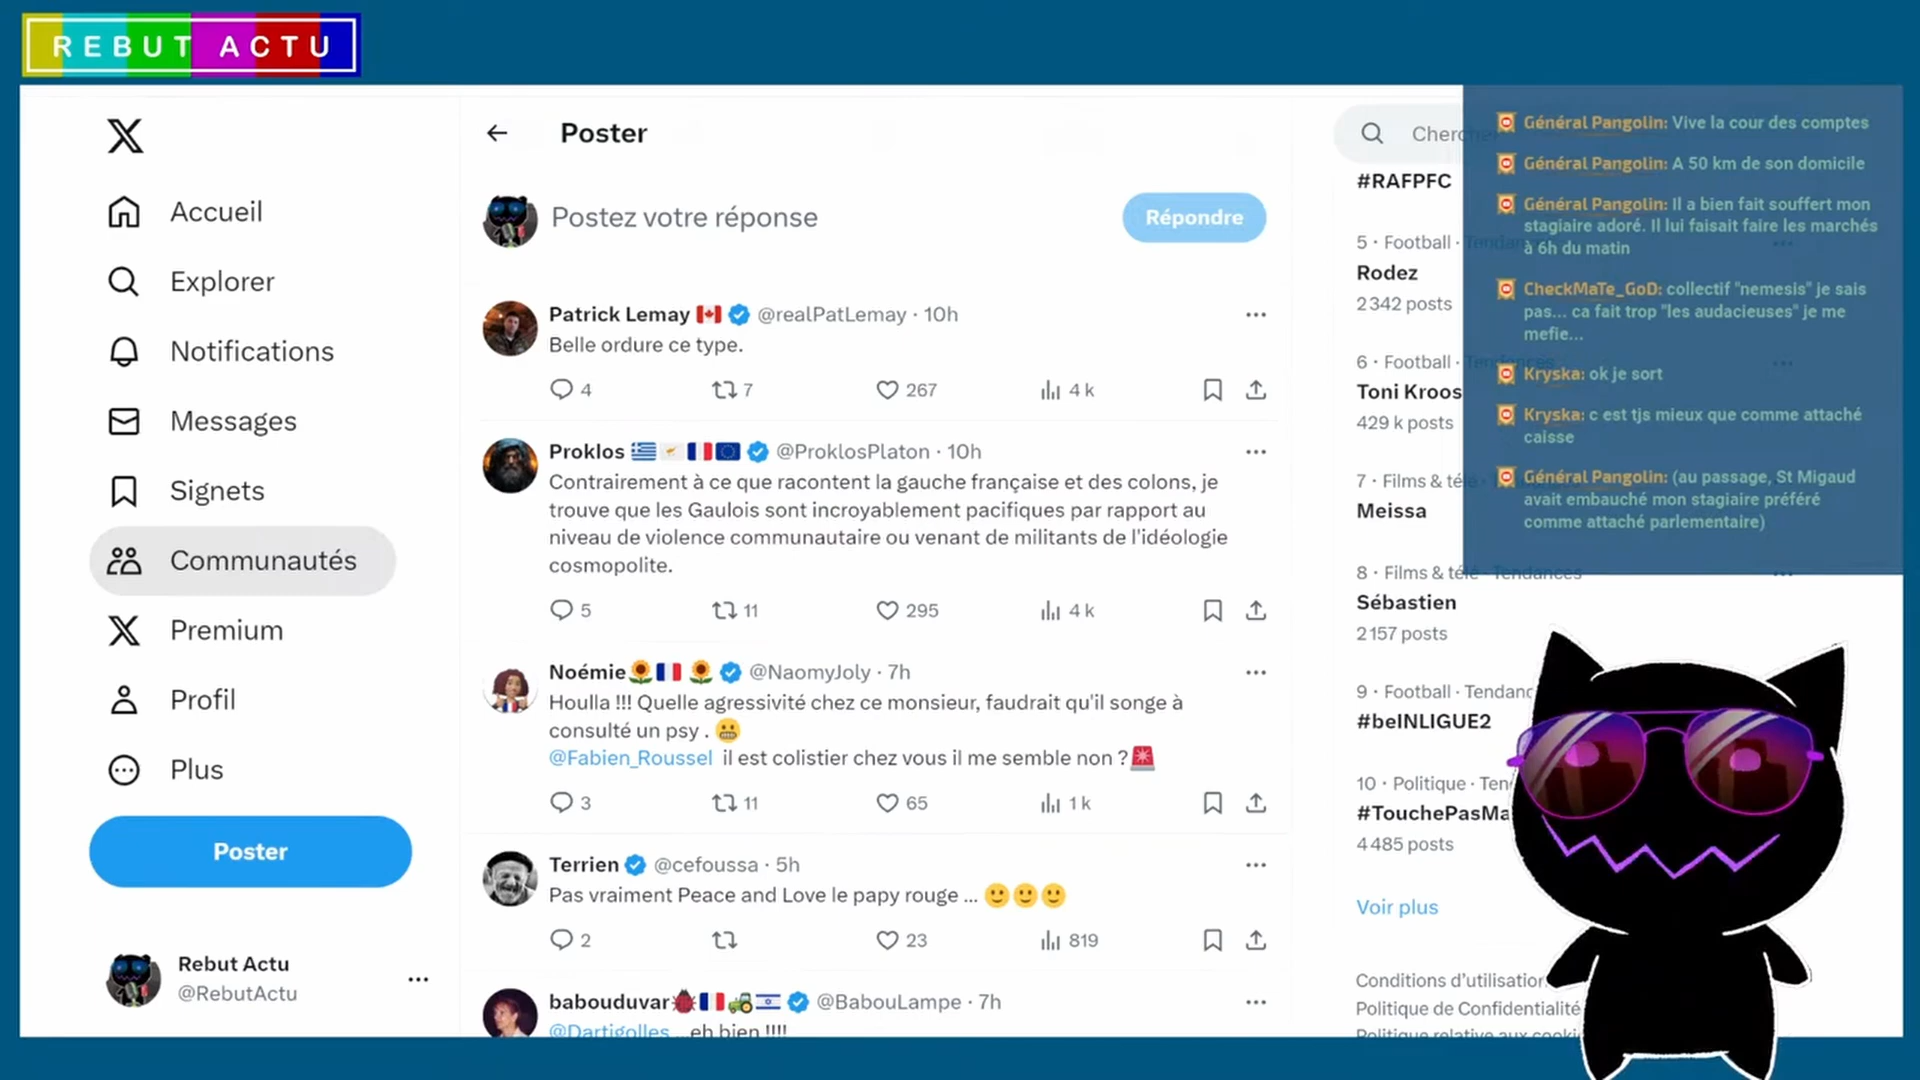 REBUT ACTU
Accueil
Explorer
Notifications
Messages
Signets
Communautés
Premium
Profil
Plus
Poster
Rebut Actu
@RebutActu
Poster
Postez votre réponse
Répondre
Patrick Lemay @realPatLemay · 10h
Belle ordure ce type.
4 7 267 4 k
Proklos @ProklosPlaton · 10h
Contrairement à ce que racontent la gauche française et des colons, je
trouve que les Gaulois sont incroyablement pacifiques par rapport au
niveau de violence communautaire ou venant de militants de l'idéologie
cosmopolite.
5 11 295 4 k
Noémie @NaomyJoly · 7h
Houlla !!! Quelle agressivité chez ce monsieur, faudrait qu'il songe à
consulté un psy .
@Fabien_Roussel il est colistier chez vous il me semble non ?
3 11 65 1 k
Terrien @cefoussa · 5h
Pas vraiment Peace and Love le papy rouge ...
2 23 819
babouduvar @BabouLampe · 7h
@Dartigolles ...eh bien !!!!
#RAFPFC
5 · Football ·
Rodez
2 342 posts
6 · Football · Tendances
Toni Kroos
429 k posts
7 · Films & télé
Meissa
8 · Films & télé · Tendances
Sébastien
2 157 posts
9 · Football · Tendanc
#beINLIGUE2
10 · Politique · Ten
#TouchePasMa
4 485 posts
Voir plus
Conditions d’utilisation
Politique de Confidentialité
Politique relative aux cooki
Général Pangolin: Vive la cour des comptes
Général Pangolin: A 50 km de son domicile
Général Pangolin: Il a bien fait souffert mon
stagiaire adoré. Il lui faisait faire les marchés
à 6h du matin
CheckMaTe_GoD: collectif "nemesis" je sais
pas... ca fait trop "les audacieuses" je me
mefie...
Kryska: ok je sort
Kryska: c est tjs mieux que comme attaché
caisse
Général Pangolin: (au passage, St Migaud
avait embauché mon stagiaire préféré
comme attaché parlementaire)